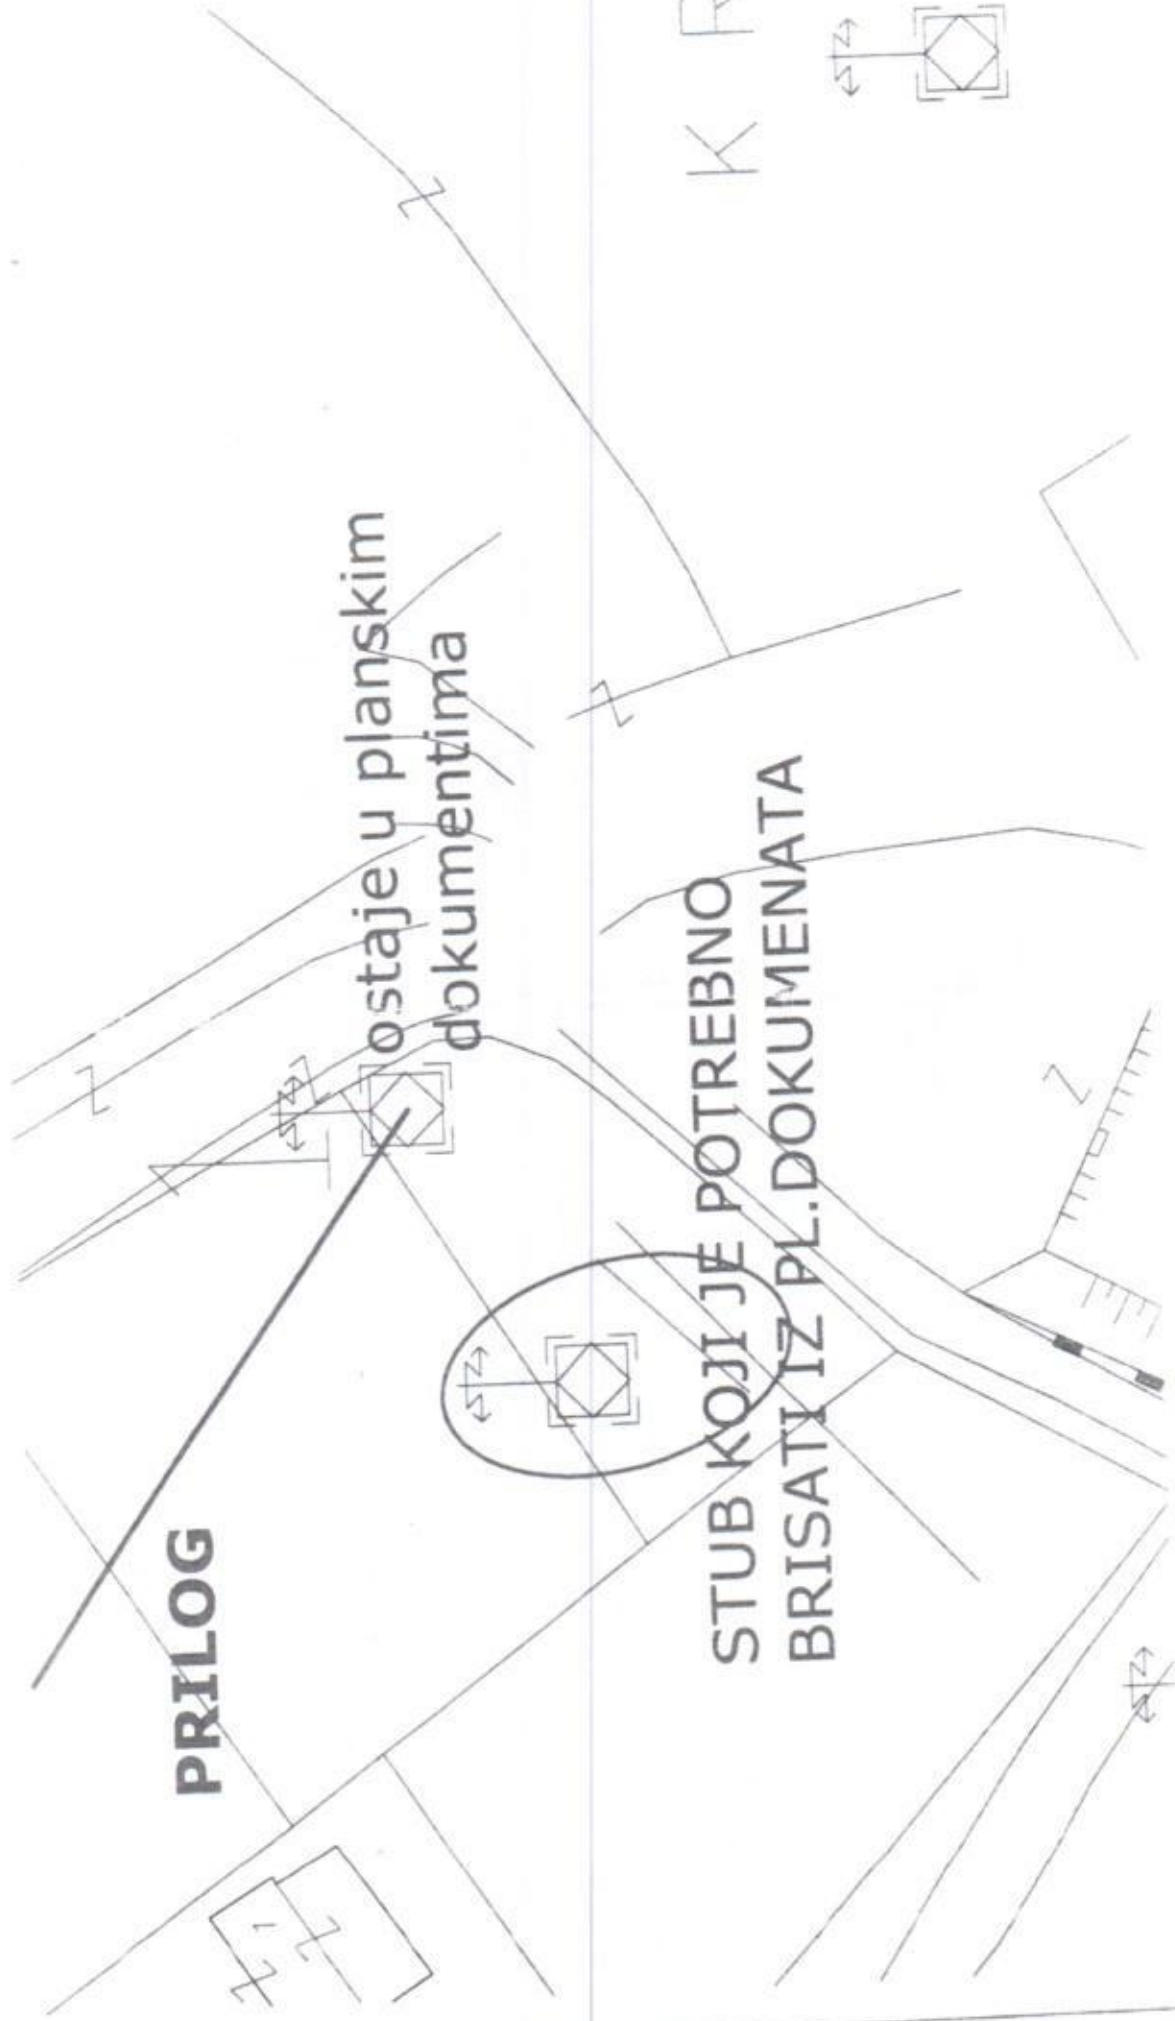 PRILOG
ostaje u planskim
dokumentima
STUB KOJI JE POTREBNO
BRISATI IZ PL.DOKUMENATA
K R